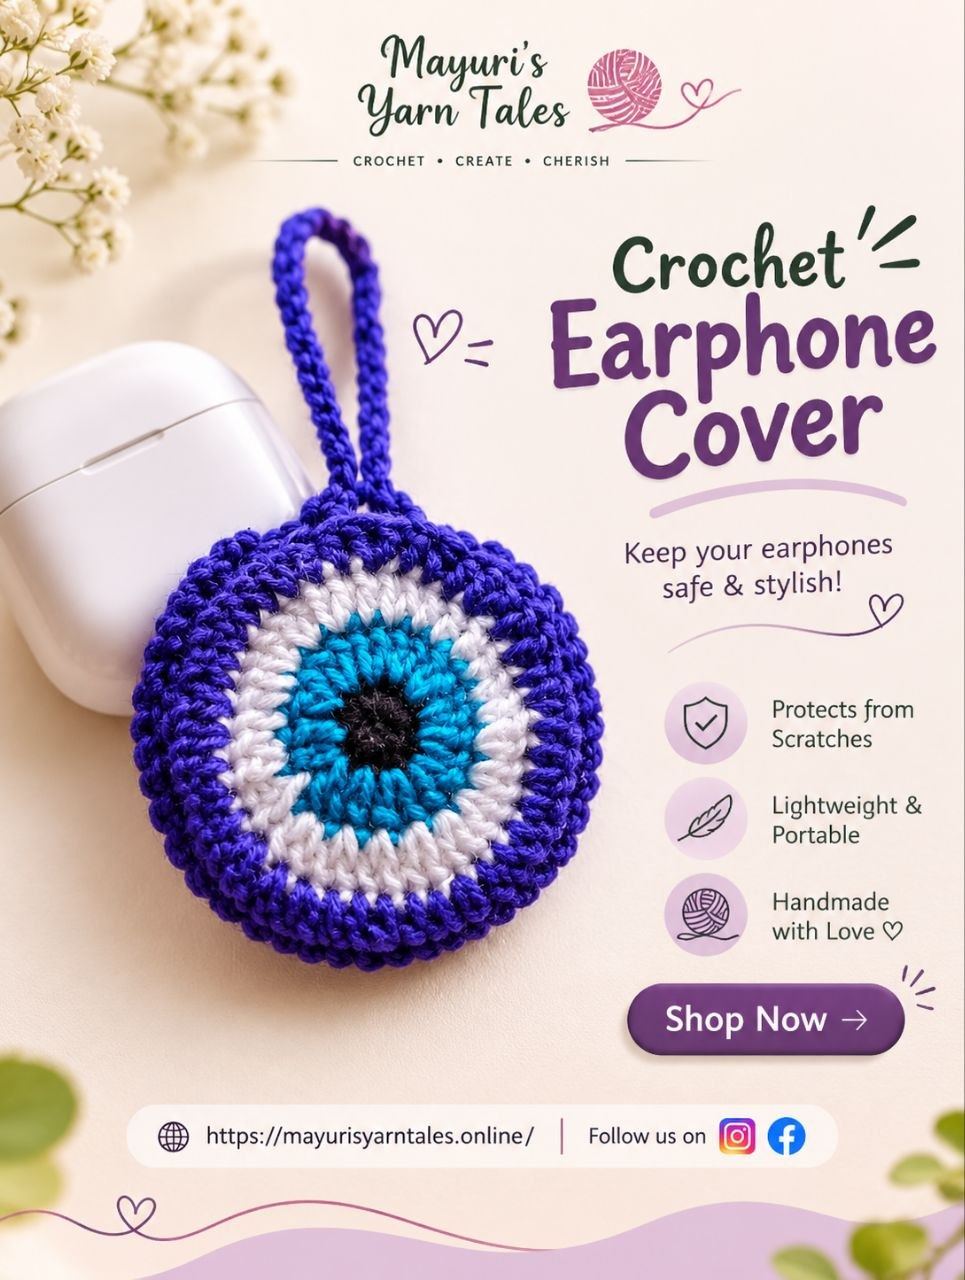 Mayuri's
Yarn Tales
CROCHET • CREATE • CHERISH
Crochet
Earphone
Cover
Keep your earphones
safe & stylish!
Protects from
Scratches
Lightweight &
Portable
Handmade
with Love ♡
Shop Now →
https://mayurisyarntales.online/ | Follow us on